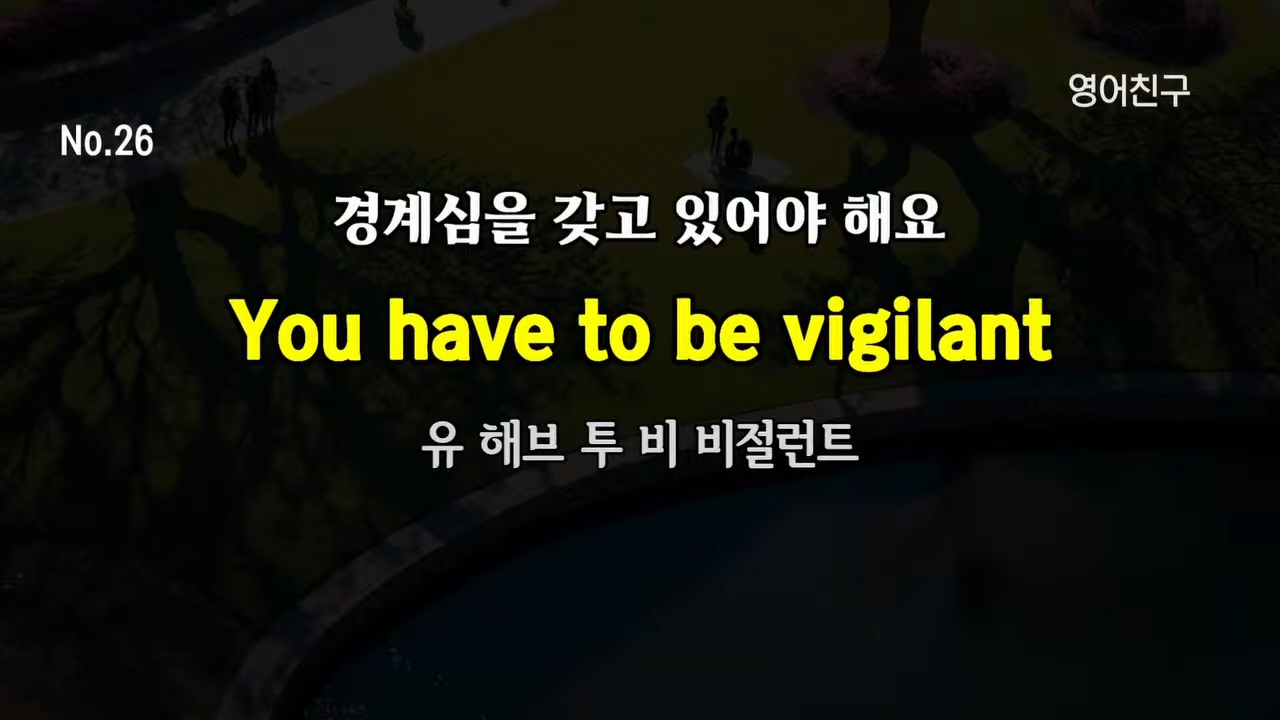 영어친구
No.26
경계심을 갖고 있어야 해요
You have to be vigilant
유 해브 투 비 비절런트